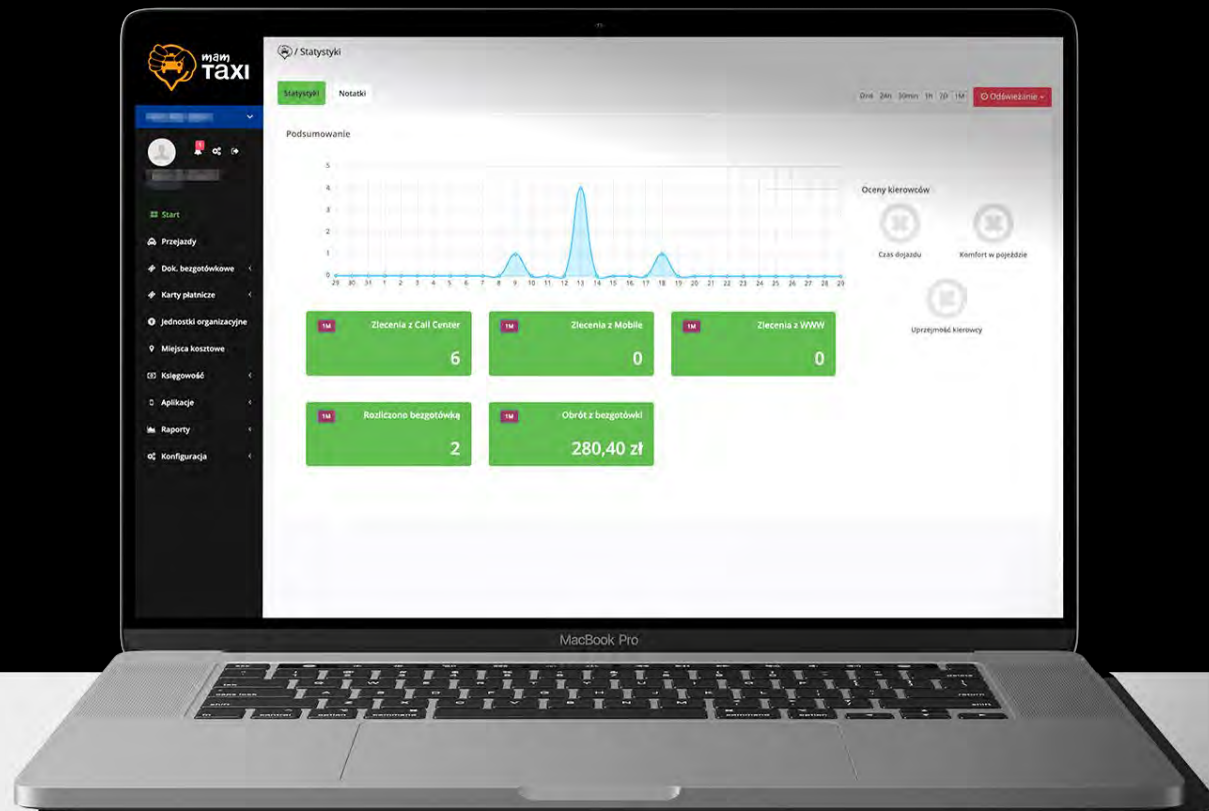 mam
TAXI
/ Statystyki
Statystyki Notatki
30min 1h 7D 1M Odświeżanie
Podsumowanie
5
4
3
2
1
0
29 30 31 1 2 3 4 5 6 7 8 9 10 11 12 13 14 15 16 17 18 19 20 21 22 23 24 25 26 27 28 29
Oceny kierowców
Czas dojazdu Komfort w pojeździe
Uprzejmość kierowcy
Start
Przejazdy
Dok. bezgotówkowe
Karty płatnicze
Jednostki organizacyjne
Miejsca kosztowe
Księgowość
Aplikacje
Raporty
Konfiguracja
1M Zlecenia z Call Center
6
1M Zlecenia z Mobile
0
1M Zlecenia z WWW
0
1M Rozliczono bezgotówką
2
1M Obrót z bezgotówki
280,40 zł
MacBook Pro